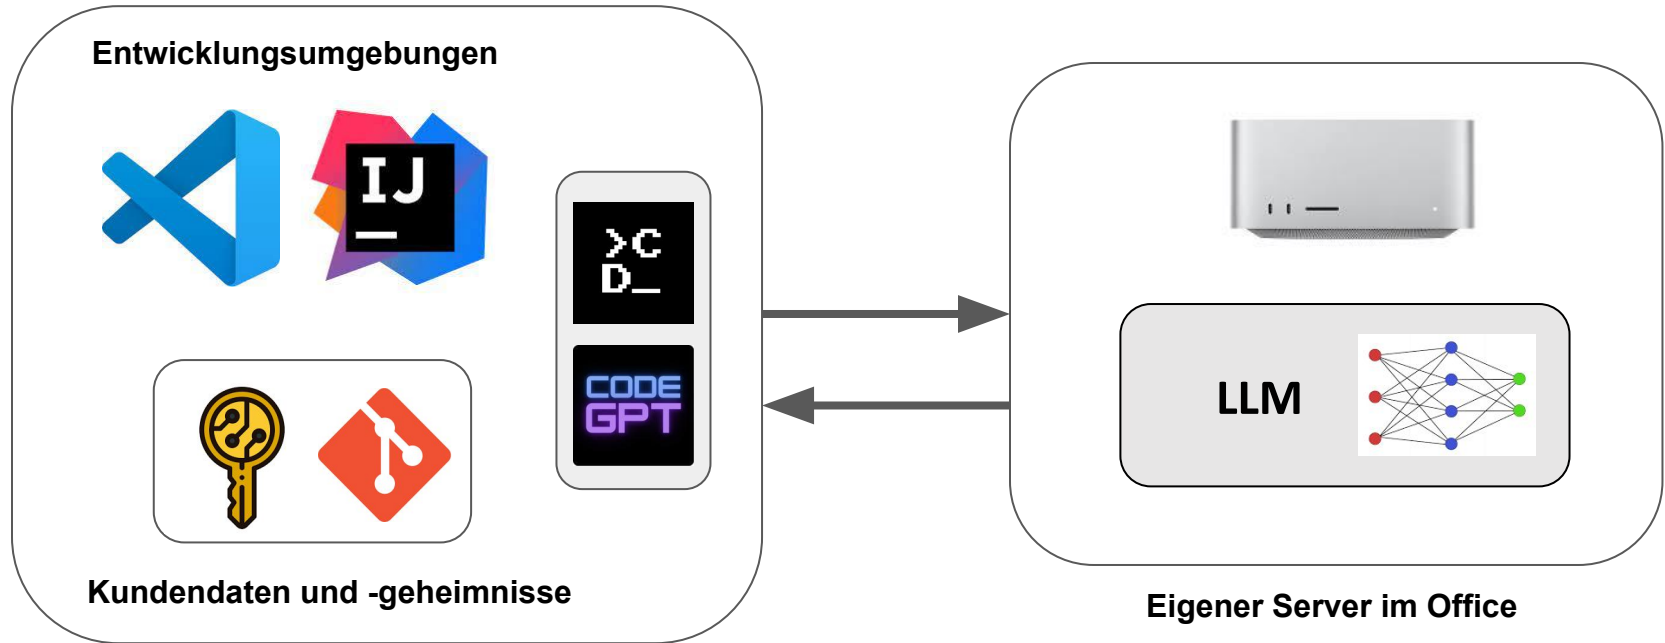 Entwicklungsumgebungen
IJ
>C
D_
CODE
GPT
Kundendaten und -geheimnisse
LLM
Eigener Server im Office